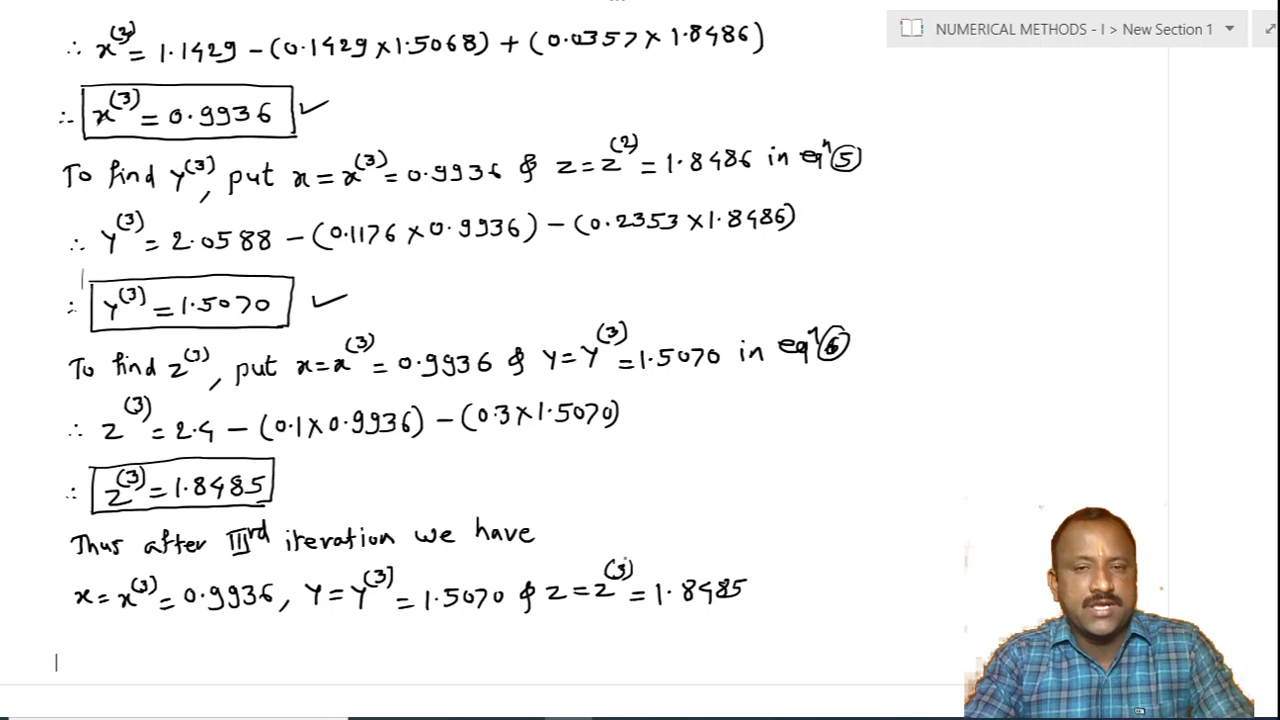 NUMERICAL METHODS - I > New Section 1
∴ x⁽³⁾ = 1.1429 - (0.1429 × 1.5068) + (0.0357 × 1.8486)
∴ x⁽³⁾ = 0.9936 ✓
To find y⁽³⁾, put x = x⁽³⁾ = 0.9936 & z = z⁽²⁾ = 1.8486 in eqⁿ ⑤
∴ y⁽³⁾ = 2.0588 - (0.1176 × 0.9936) - (0.2353 × 1.8486)
∴ y⁽³⁾ = 1.5070 ✓
To find z⁽³⁾, put x = x⁽³⁾ = 0.9936 & y = y⁽³⁾ = 1.5070 in eqⁿ ⑥
∴ z⁽³⁾ = 2.4 - (0.1 × 0.9936) - (0.3 × 1.5070)
∴ z⁽³⁾ = 1.8485
Thus after IIIrd iteration we have
x = x⁽³⁾ = 0.9936, y = y⁽³⁾ = 1.5070 & z = z⁽³⁾ = 1.8485